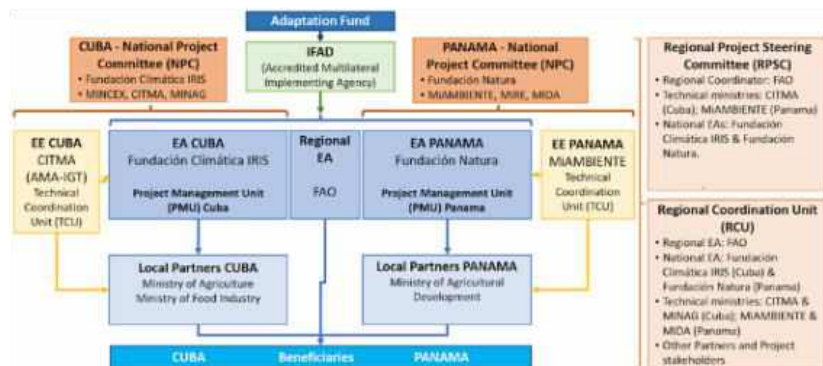 Adaptation Fund
CUBA - National Project
Committee (NPC)
• Fundación Climática IRIS
• MINCEX, CITMA, MINAG
IFAD
(Accredited Multilateral
Implementing Agency)
PANAMA - National
Project Committee (NPC)
• Fundación Natura
• MiAMBIENTE, MIRE, MIDA
Regional Project Steering
Committee (RPSC)
• Regional Coordinator: FAO
• Technical ministries: CITMA
(Cuba); MiAMBIENTE (Panama)
• National EAs: Fundación
Climática IRIS & Fundación
Natura.
EE CUBA
CITMA
(AMA-IGT)
Technical
Coordination
Unit (TCU)
EA CUBA
Fundación Climática IRIS
Project Management Unit
(PMU) Cuba
Regional
EA
FAO
EA PANAMA
Fundación Natura
Project Management Unit
(PMU) Panama
EE PANAMA
MiAMBIENTE
Technical
Coordination
Unit (TCU)
Regional Coordination Unit
(RCU)
• Regional EA: FAO
• National EA: Fundación
Climática IRIS (Cuba) &
Fundación Natura (Panama)
• Technical ministries: CITMA &
MINAG (Cuba); MiAMBIENTE &
MIDA (Panama)
• Other Partners and Project
stakeholders
Local Partners CUBA
Ministry of Agriculture
Ministry of Food Industry
Local Partners PANAMA
Ministry of Agricultural
Development
CUBA Beneficiaries PANAMA